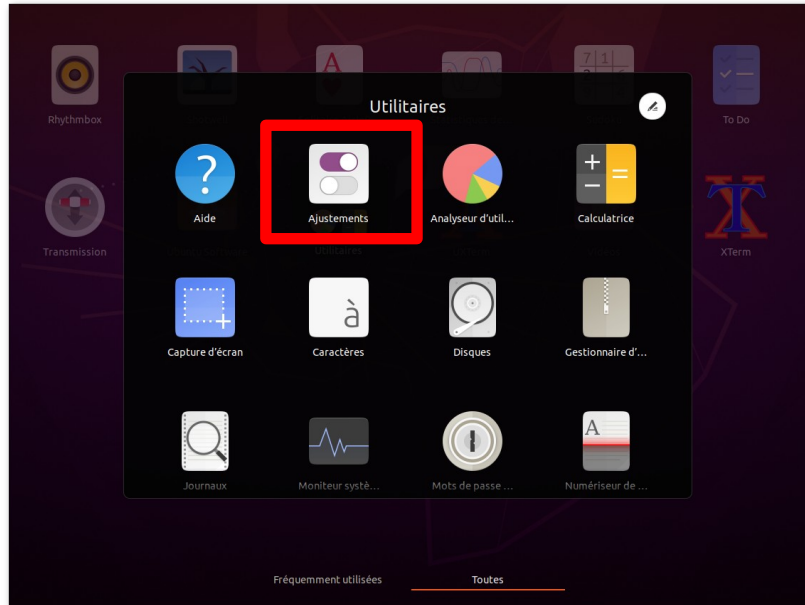 Utilitaires
Rhythmbox
To Do
Aide
Ajustements
Analyseur d'util...
Calculatrice
Transmission
Utilitaires
XTerm
Capture d'écran
Caractères
Disques
Gestionnaire d'...
Journaux
Moniteur systè...
Mots de passe ...
Numériseur de ...
Fréquemment utilisées
Toutes